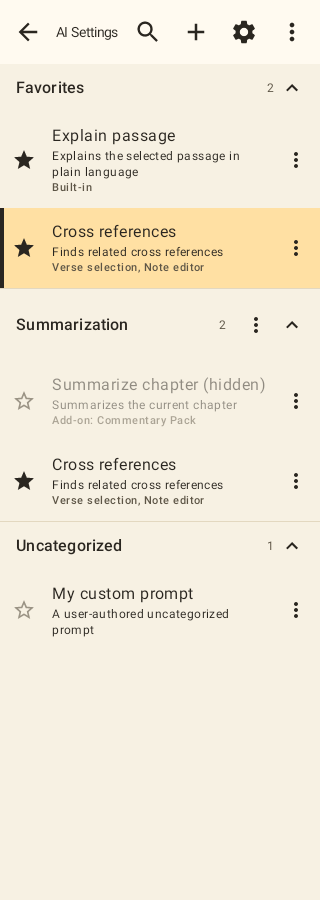 AI Settings
Favorites 2
Explain passage
Explains the selected passage in
plain language
Built-in
Cross references
Finds related cross references
Verse selection, Note editor
Summarization 2
Summarize chapter (hidden)
Summarizes the current chapter
Add-on: Commentary Pack
Cross references
Finds related cross references
Verse selection, Note editor
Uncategorized 1
My custom prompt
A user-authored uncategorized
prompt